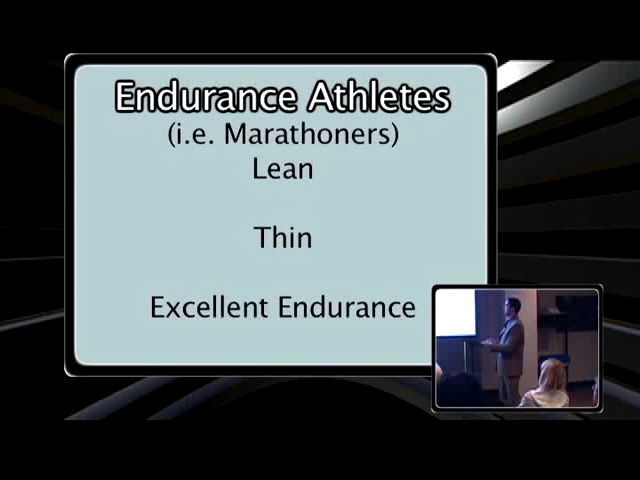 Endurance Athletes
(i.e. Marathoners)
Lean
Thin
Excellent Endurance